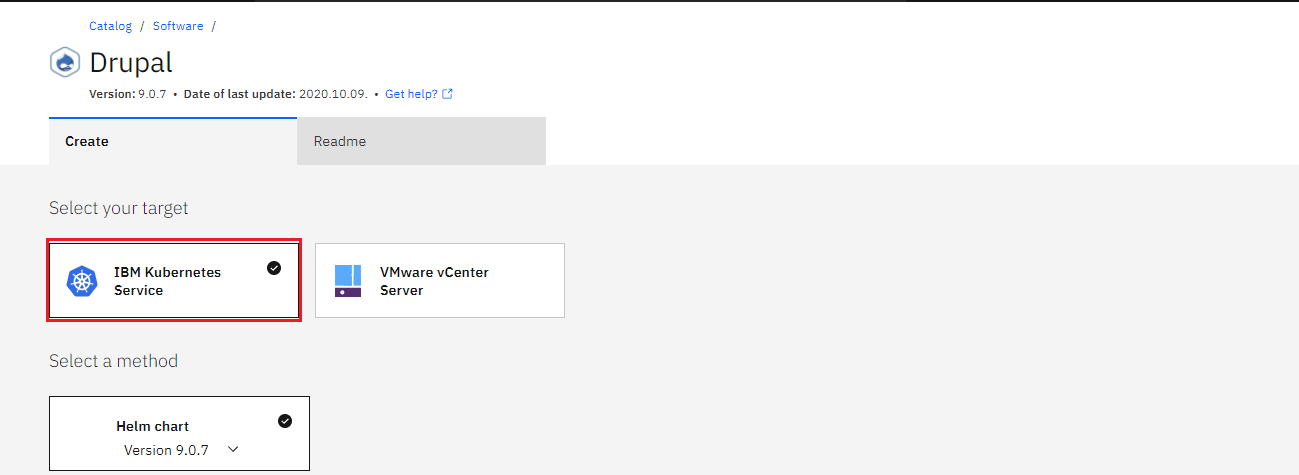 Catalog / Software /
Drupal
Version: 9.0.7 • Date of last update: 2020.10.09. • Get help?
Create
Readme
Select your target
IBM Kubernetes
Service
VMware vCenter
Server
Select a method
Helm chart
Version 9.0.7